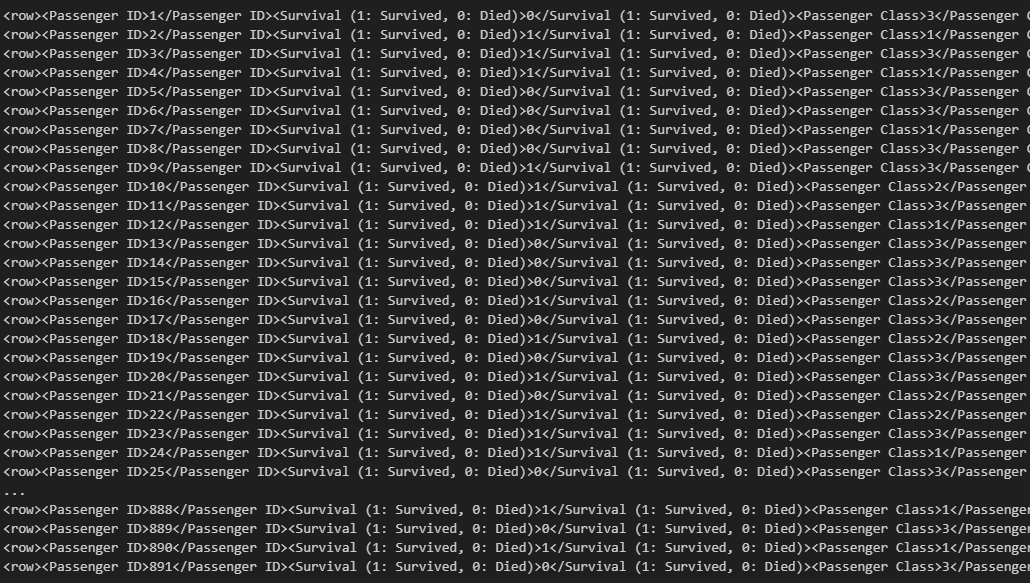 <row><Passenger ID>1</Passenger ID><Survival (1: Survived, 0: Died)>0</Survival (1: Survived, 0: Died)><Passenger Class>3</Passenger Class>3</Passenger
<row><Passenger ID>2</Passenger ID><Survival (1: Survived, 0: Died)>1</Survival (1: Survived, 0: Died)><Passenger Class>1</Passenger
<row><Passenger ID>3</Passenger ID><Survival (1: Survived, 0: Died)>1</Survival (1: Survived, 0: Died)><Passenger Class>3</Passenger
<row><Passenger ID>4</Passenger ID><Survival (1: Survived, 0: Died)>1</Survival (1: Survived, 0: Died)><Passenger Class>1</Passenger
<row><Passenger ID>5</Passenger ID><Survival (1: Survived, 0: Died)>0</Survival (1: Survived, 0: Died)><Passenger Class>3</Passenger
<row><Passenger ID>6</Passenger ID><Survival (1: Survived, 0: Died)>0</Survival (1: Survived, 0: Died)><Passenger Class>3</Passenger
<row><Passenger ID>7</Passenger ID><Survival (1: Survived, 0: Died)>0</Survival (1: Survived, 0: Died)><Passenger Class>1</Passenger
<row><Passenger ID>8</Passenger ID><Survival (1: Survived, 0: Died)>0</Survival (1: Survived, 0: Died)><Passenger Class>3</Passenger
<row><Passenger ID>9</Passenger ID><Survival (1: Survived, 0: Died)>1</Survival (1: Survived, 0: Died)><Passenger Class>3</Passenger
<row><Passenger ID>10</Passenger ID><Survival (1: Survived, 0: Died)>1</Survival (1: Survived, 0: Died)><Passenger Class>2</Passenger
<row><Passenger ID>11</Passenger ID><Survival (1: Survived, 0: Died)>1</Survival (1: Survived, 0: Died)><Passenger Class>3</Passenger
<row><Passenger ID>12</Passenger ID><Survival (1: Survived, 0: Died)>1</Survival (1: Survived, 0: Died)><Passenger Class>1</Passenger
<row><Passenger ID>13</Passenger ID><Survival (1: Survived, 0: Died)>0</Survival (1: Survived, 0: Died)><Passenger Class>3</Passenger
<row><Passenger ID>14</Passenger ID><Survival (1: Survived, 0: Died)>0</Survival (1: Survived, 0: Died)><Passenger Class>3</Passenger
<row><Passenger ID>15</Passenger ID><Survival (1: Survived, 0: Died)>0</Survival (1: Survived, 0: Died)><Passenger Class>3</Passenger
<row><Passenger ID>16</Passenger ID><Survival (1: Survived, 0: Died)>1</Survival (1: Survived, 0: Died)><Passenger Class>2</Passenger
<row><Passenger ID>17</Passenger ID><Survival (1: Survived, 0: Died)>0</Survival (1: Survived, 0: Died)><Passenger Class>3</Passenger
<row><Passenger ID>18</Passenger ID><Survival (1: Survived, 0: Died)>1</Survival (1: Survived, 0: Died)><Passenger Class>2</Passenger
<row><Passenger ID>19</Passenger ID><Survival (1: Survived, 0: Died)>0</Survival (1: Survived, 0: Died)><Passenger Class>3</Passenger
<row><Passenger ID>20</Passenger ID><Survival (1: Survived, 0: Died)>1</Survival (1: Survived, 0: Died)><Passenger Class>3</Passenger
<row><Passenger ID>21</Passenger ID><Survival (1: Survived, 0: Died)>0</Survival (1: Survived, 0: Died)><Passenger Class>2</Passenger
<row><Passenger ID>22</Passenger ID><Survival (1: Survived, 0: Died)>1</Survival (1: Survived, 0: Died)><Passenger Class>2</Passenger
<row><Passenger ID>23</Passenger ID><Survival (1: Survived, 0: Died)>1</Survival (1: Survived, 0: Died)><Passenger Class>3</Passenger
<row><Passenger ID>24</Passenger ID><Survival (1: Survived, 0: Died)>1</Survival (1: Survived, 0: Died)><Passenger Class>1</Passenger
<row><Passenger ID>25</Passenger ID><Survival (1: Survived, 0: Died)>0</Survival (1: Survived, 0: Died)><Passenger Class>3</Passenger
...
<row><Passenger ID>888</Passenger ID><Survival (1: Survived, 0: Died)>1</Survival (1: Survived, 0: Died)><Passenger Class>1</Passenger
<row><Passenger ID>889</Passenger ID><Survival (1: Survived, 0: Died)>0</Survival (1: Survived, 0: Died)><Passenger Class>3</Passenger
<row><Passenger ID>890</Passenger ID><Survival (1: Survived, 0: Died)>1</Survival (1: Survived, 0: Died)><Passenger Class>1</Passenger
<row><Passenger ID>891</Passenger ID><Survival (1: Survived, 0: Died)>0</Survival (1: Survived, 0: Died)><Passenger Class>3</Passenger